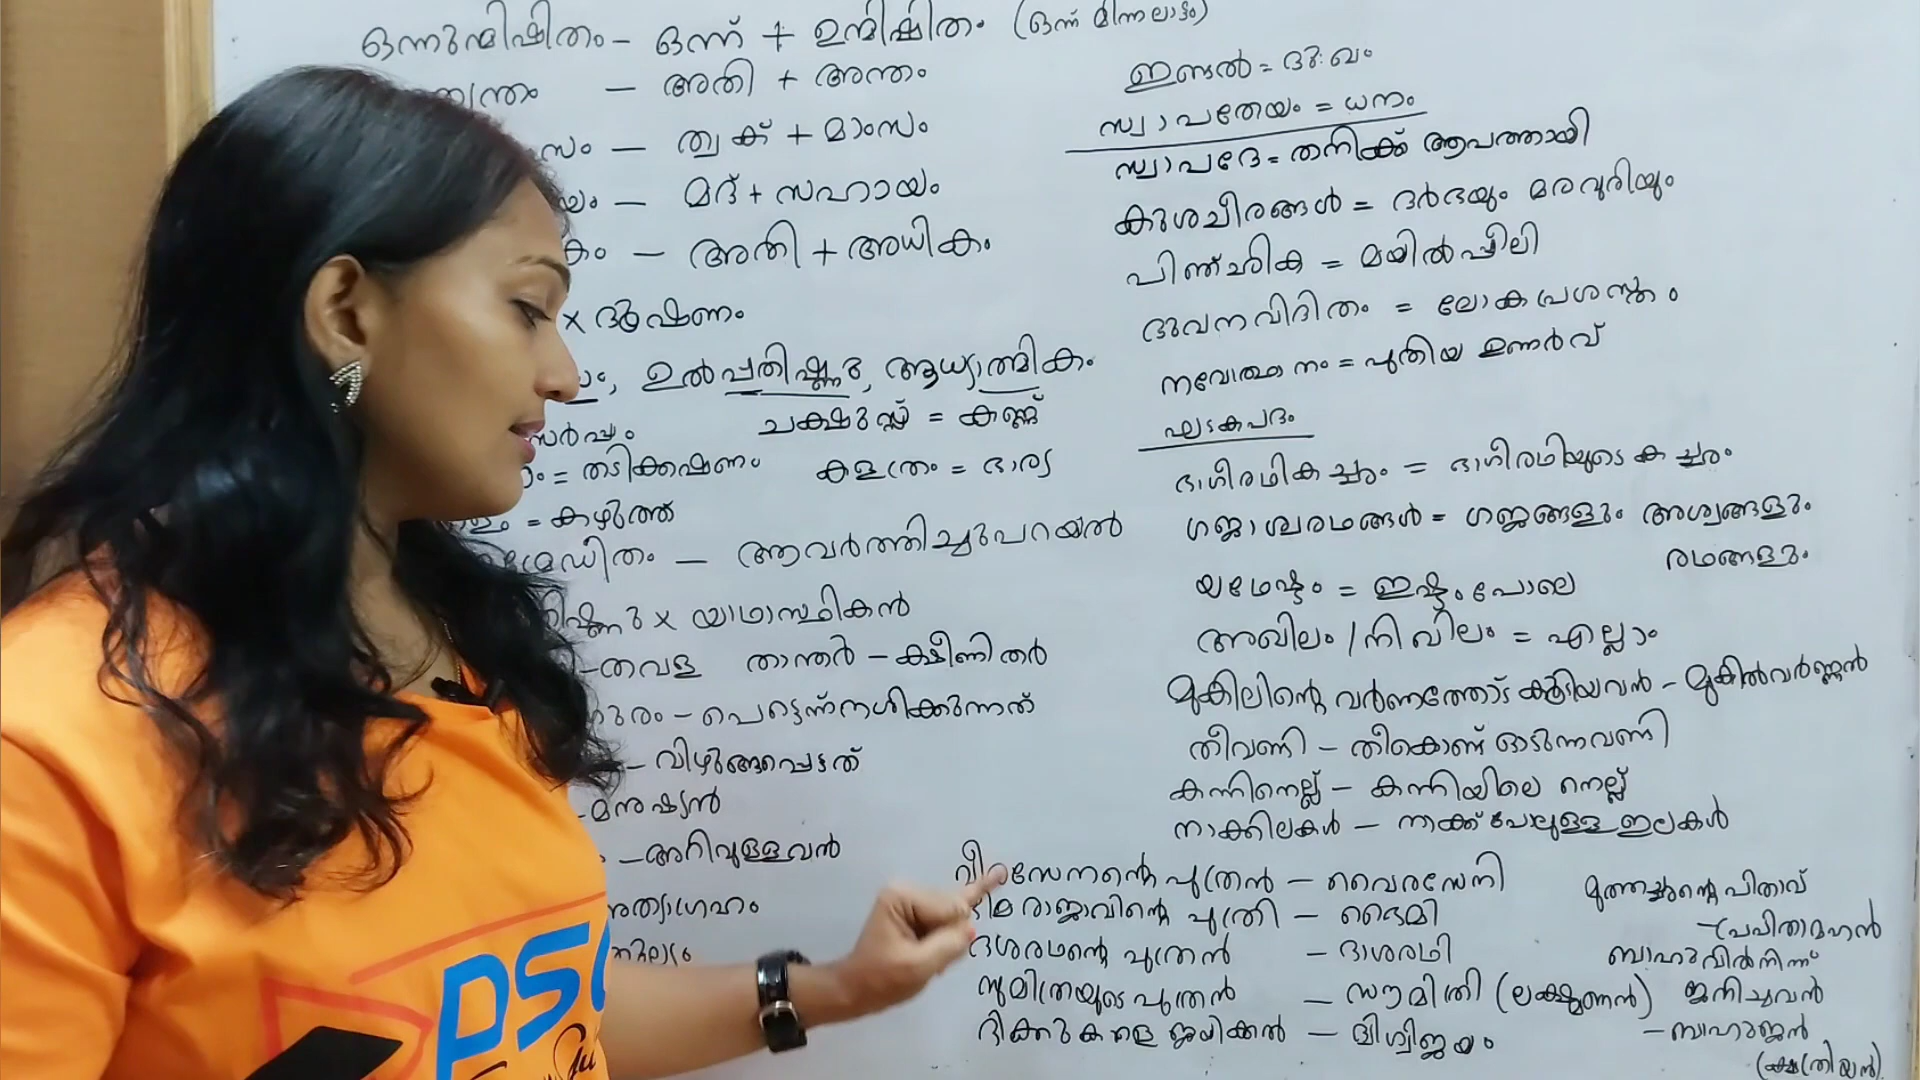 ഒന്നുന്മിഷിതം - ഒന്ന് + ഉന്മിഷിതം (ഒന്ന് മിന്നലാട്ടം)
— അതി + അന്തം
— ത്വക് + മാംസം
— മദ് + സഹായം
— അതി + അധികം
x ദൂഷണം
, ഉൽപ്പതിഷ്ണു, ആധ്യാത്മികം
ചക്ഷുസ്സ് = കണ്ണ്
= തടിക്കഷണം കളത്രം = ഭാര്യ
= കഴുത്ത്
— ആവർത്തിച്ചുപറയൽ
x യാഥാസ്ഥികൻ
- തവള താന്തർ - ക്ഷീണിതർ
- പെട്ടെന്ന് നശിക്കുന്നത്
- വിഴുങ്ങപ്പെട്ടത്
- മനുഷ്യൻ
- അറിവുള്ളവൻ
ഇണ്ടൽ = ദുഃഖം
സ്വാപതേയം = ധനം
സ്വാപദേ = തനിക്ക് ആപത്തായി
കുശചീരങ്ങൾ = ദർഭയും മരവുരിയും
പിഞ്ഛിക = മയിൽ‌പ്പീലി
ഭുവനവിദിതം = ലോകപ്രശസ്തം
നവോത്ഥാനം = പുതിയ ഉണർവ്
ഘടകപദം
ഭാഗീരഥികച്ഛം = ഭാഗീരഥിയുടെ കച്ഛം
ഗജാശ്വരഥങ്ങൾ = ഗജങ്ങളും അശ്വങ്ങളും
രഥങ്ങളും
യഥേഷ്ടം = ഇഷ്ടം പോലെ
അഖിലം / നിഖിലം = എല്ലാം
മുകിലിന്റെ വർണത്തോട് കൂടിയവൻ - മുകിൽവർണ്ണൻ
തീവണ്ടി - തീകൊണ്ട് ഓടുന്നവണ്ടി
കന്നിനെല്ല് - കന്നിയിലെ നെല്ല്
നാക്കിലകൾ - നാക്ക് പോലുള്ള ഇലകൾ
വീരസേനന്റെ പുത്രൻ - വൈരസേനി
ഭീമരാജാവിന്റെ പുത്രി - ഭൈമി
ദശരഥന്റെ പുത്രൻ - ദാശരഥി
സുമിത്രയുടെ പുത്രൻ - സൗമിത്രി (ലക്ഷ്മണൻ)
ദിക്കുകളെ ജയിക്കൽ - ദിഗ്വിജയം
മുത്തച്ഛന്റെ പിതാവ്
- പ്രപിതാമഹൻ
ബാഹുവിൽനിന്ന്
ജനിച്ചവൻ
- ബാഹുജൻ
(ക്ഷത്രിയൻ)
PSC